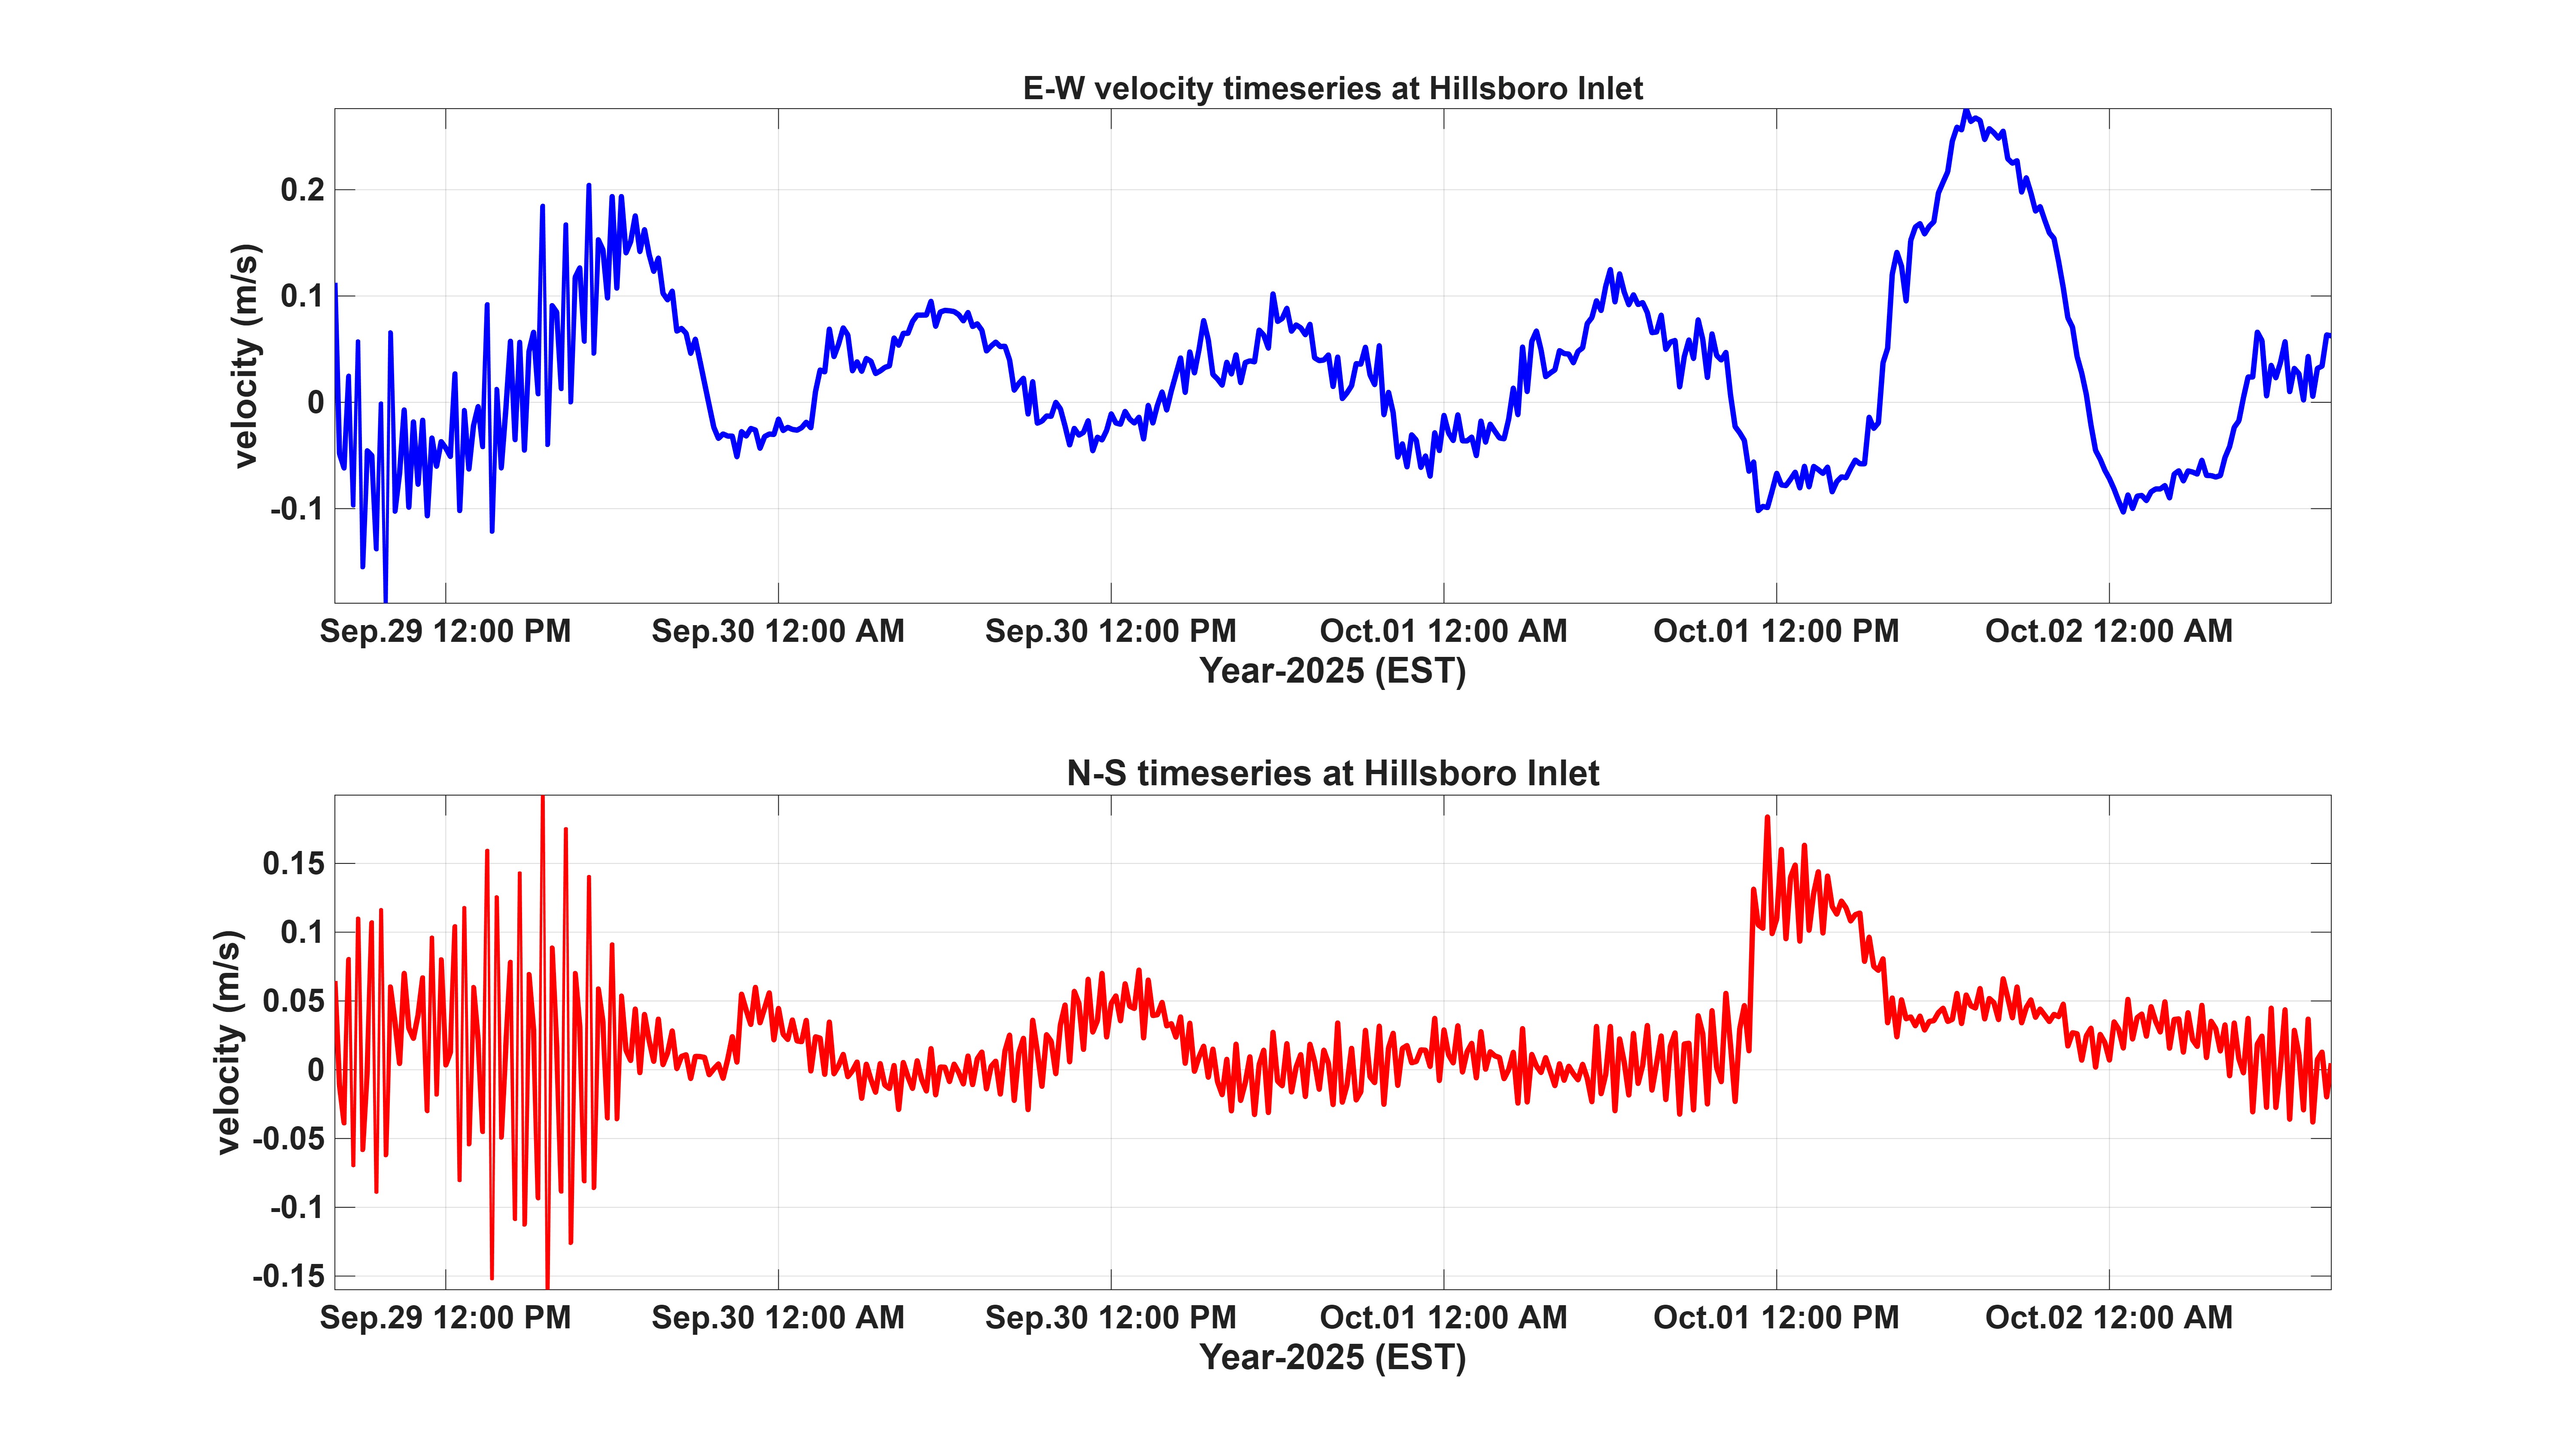 E-W velocity timeseries at Hillsboro Inlet
velocity (m/s)
0.2
0.1
0
-0.1
Sep.29 12:00 PM Sep.30 12:00 AM Sep.30 12:00 PM Oct.01 12:00 AM Oct.01 12:00 PM Oct.02 12:00 AM
Year-2025 (EST)
N-S timeseries at Hillsboro Inlet
velocity (m/s)
0.15
0.1
0.05
0
-0.05
-0.1
-0.15
Sep.29 12:00 PM Sep.30 12:00 AM Sep.30 12:00 PM Oct.01 12:00 AM Oct.01 12:00 PM Oct.02 12:00 AM
Year-2025 (EST)